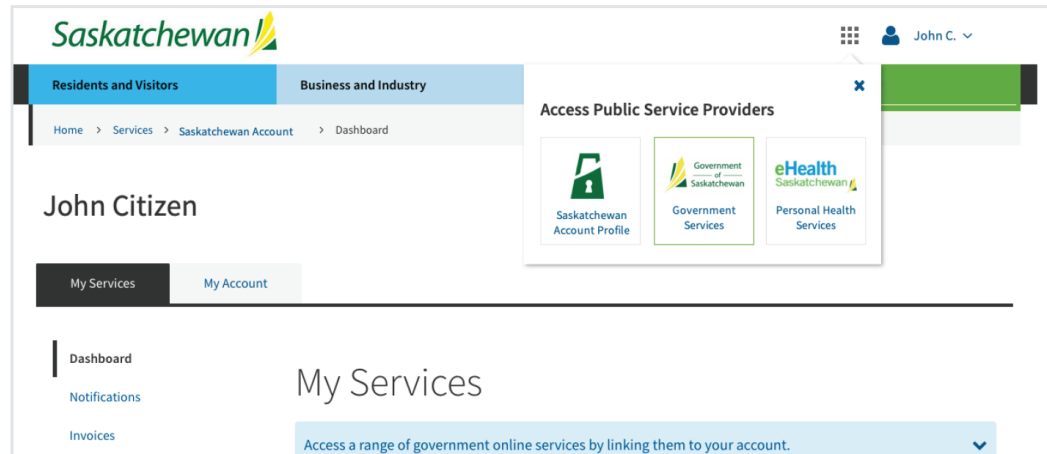 Saskatchewan
John C.
Residents and Visitors
Business and Industry
Access Public Service Providers
Home > Services > Saskatchewan Account > Dashboard
Government
of
Saskatchewan
eHealth
Saskatchewan
Saskatchewan
Account Profile
Government
Services
Personal Health
Services
John Citizen
My Services
My Account
Dashboard
Notifications
Invoices
My Services
Access a range of government online services by linking them to your account.